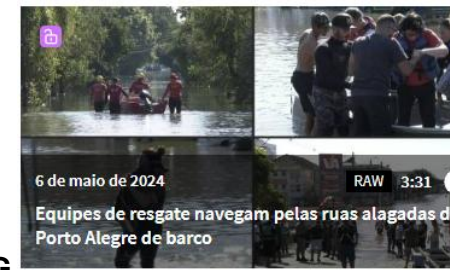 6 de maio de 2024
RAW 3:31
Equipes de resgate navegam pelas ruas alagadas d
Porto Alegre de barco
G